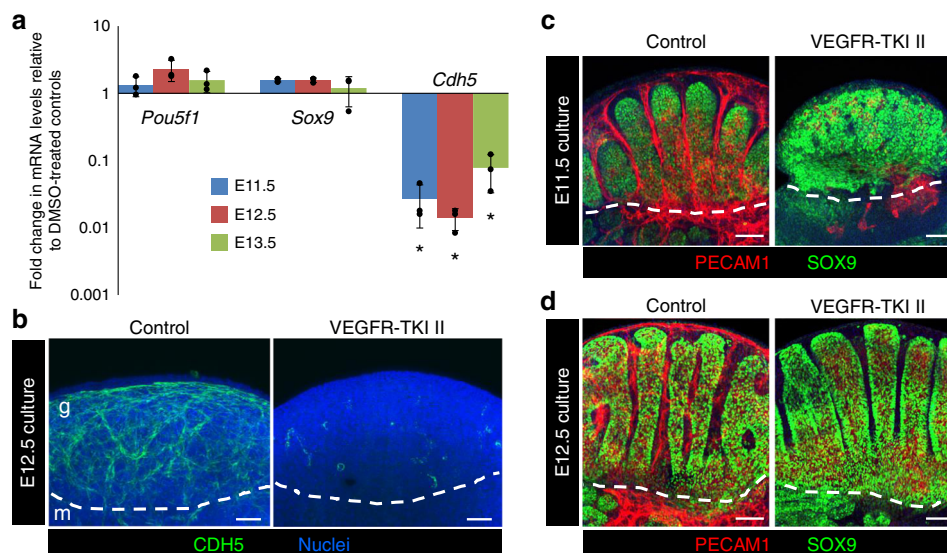 a
Fold change in mRNA levels relative
to DMSO-treated controls
10
1
0.1
0.01
0.001
Pou5f1
Sox9
Cdh5
E11.5
E12.5
E13.5
*
*
*
b
Control
VEGFR-TKI II
E12.5 culture
g
m
CDH5 Nuclei
c
Control
VEGFR-TKI II
E11.5 culture
PECAM1 SOX9
d
Control
VEGFR-TKI II
E12.5 culture
PECAM1 SOX9